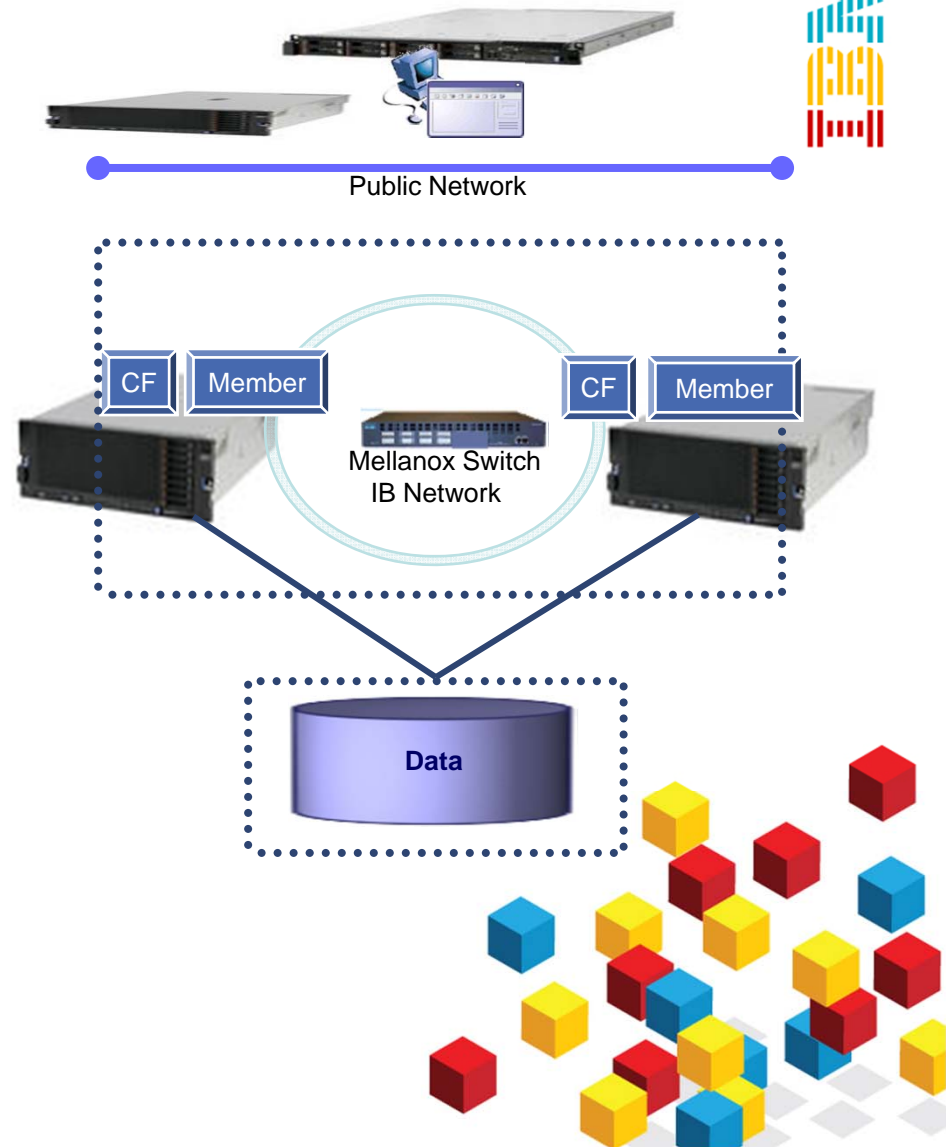 Public Network
CF
Member
CF
Member
Mellanox Switch
IB Network
Data